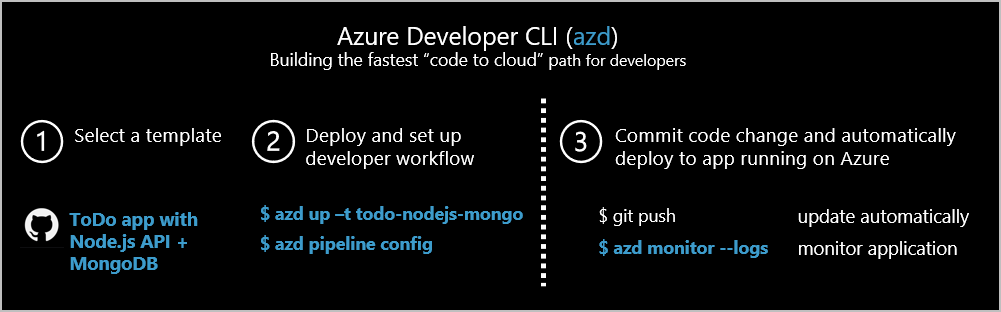 Azure Developer CLI (azd)
Building the fastest “code to cloud” path for developers
1 Select a template
ToDo app with
Node.js API +
MongoDB
2 Deploy and set up
developer workflow
$ azd up –t todo-nodejs-mongo
$ azd pipeline config
3 Commit code change and automatically
deploy to app running on Azure
$ git push update automatically
$ azd monitor --logs monitor application